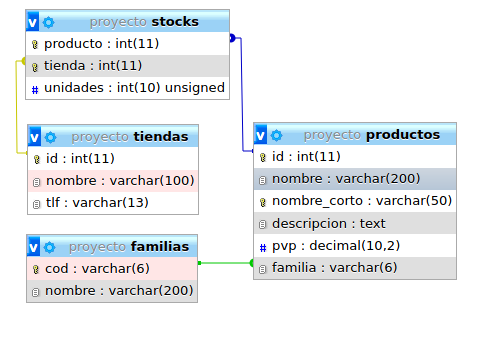 v proyecto stocks
producto : int(11)
tienda : int(11)
# unidades : int(10) unsigned
v proyecto tiendas
id : int(11)
nombre : varchar(100)
tlf : varchar(13)
v proyecto familias
cod : varchar(6)
nombre : varchar(200)
v proyecto productos
id : int(11)
nombre : varchar(200)
nombre_corto : varchar(50)
descripcion : text
# pvp : decimal(10,2)
familia : varchar(6)